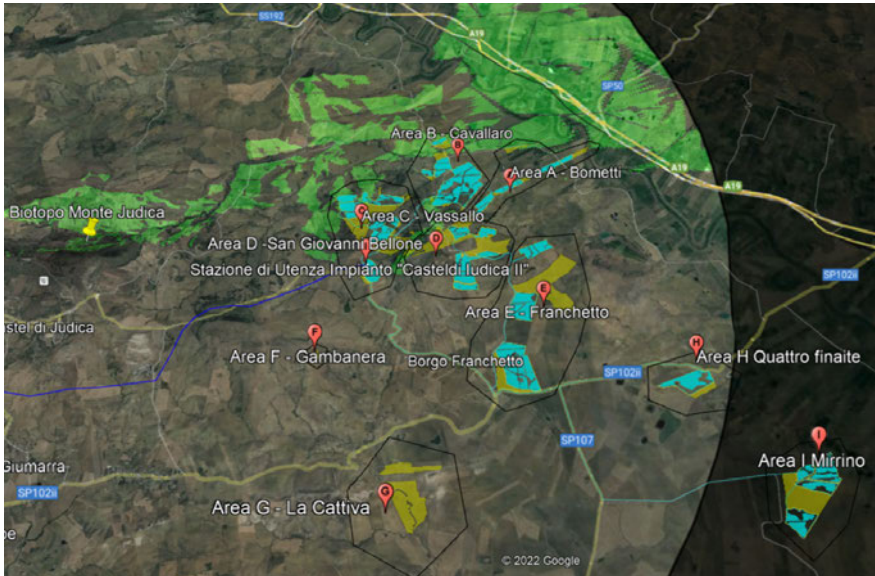 SS192
A19
SP50
Area B - Cavallaro
B
A19
Area A - Bometti
A19
Biotopo Monte Judica
C
Area C - Vassallo
D
Area D -San Giovanni Bellone
Stazione di Utenza Impianto "Casteldi Iudica II"
SP102ii
E
Area E - Franchetto
stel di Judica
F
Area F - Gambanera
H
Area H Quattro finaite
Borgo Franchetto
SP102ii
SP107
I
Area I Mirrino
Giumarra
SP102ii
G
Area G - La Cattiva
© 2022 Google